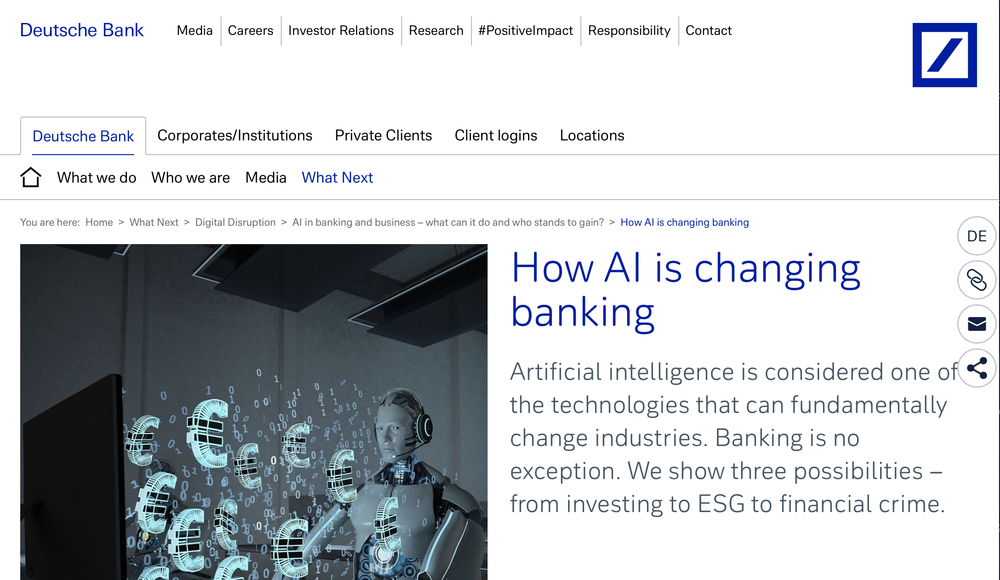 Deutsche Bank
Media
Careers
Investor Relations
Research
#PositiveImpact
Responsibility
Contact
Deutsche Bank
Corporates/Institutions
Private Clients
Client logins
Locations
What we do
Who we are
Media
What Next
You are here: Home > What Next > Digital Disruption > AI in banking and business – what can it do and who stands to gain? > How AI is changing banking
DE
How AI is changing
banking
Artificial intelligence is considered one of
the technologies that can fundamentally
change industries. Banking is no
exception. We show three possibilities –
from investing to ESG to financial crime.